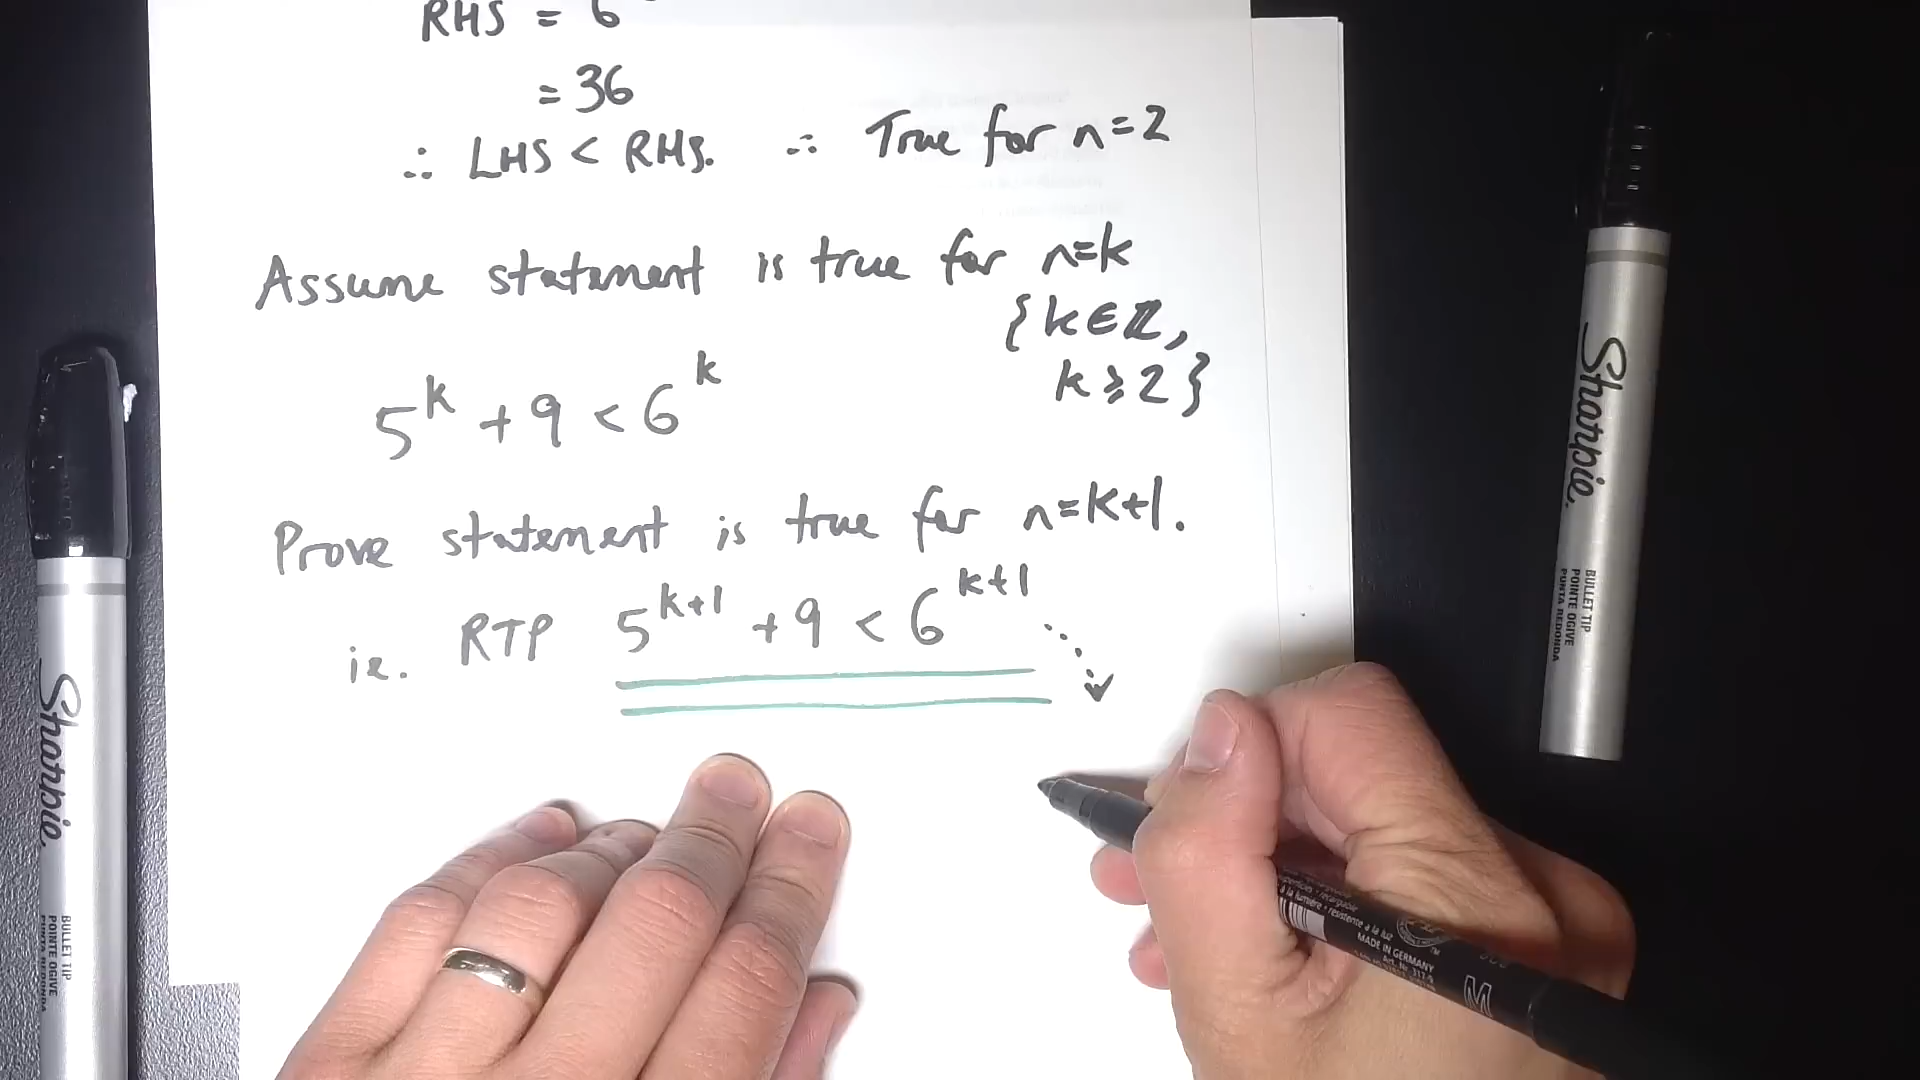 RHS = 6
= 36
∴ LHS < RHS. ∴ True for n=2
Assume statement is true for n=k
{k∈ℤ,
k ⩾ 2}
5^k + 9 < 6^k
Prove statement is true for n=k+1.
ie. RTP 5^{k+1} + 9 < 6^{k+1}
Sharpie.
BULLET TIP
POINTE OGIVE
PUNTA REDONDA
Sharpie.
BULLET TIP
POINTE OGIVE
PUNTA REDONDA
MADE IN GERMANY
M